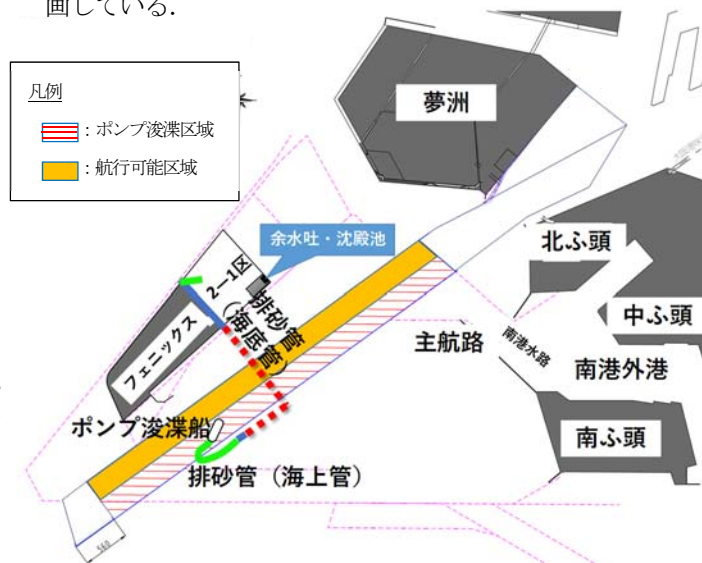 画している．
凡例
：ポンプ浚渫区域
：航行可能区域
夢洲
余水吐・沈殿池
北ふ頭
2－1区
排砂管
（海底管）
中ふ頭
フェニックス
主航路
南港水路
南港外港
ポンプ浚渫船
南ふ頭
排砂管（海上管）
560